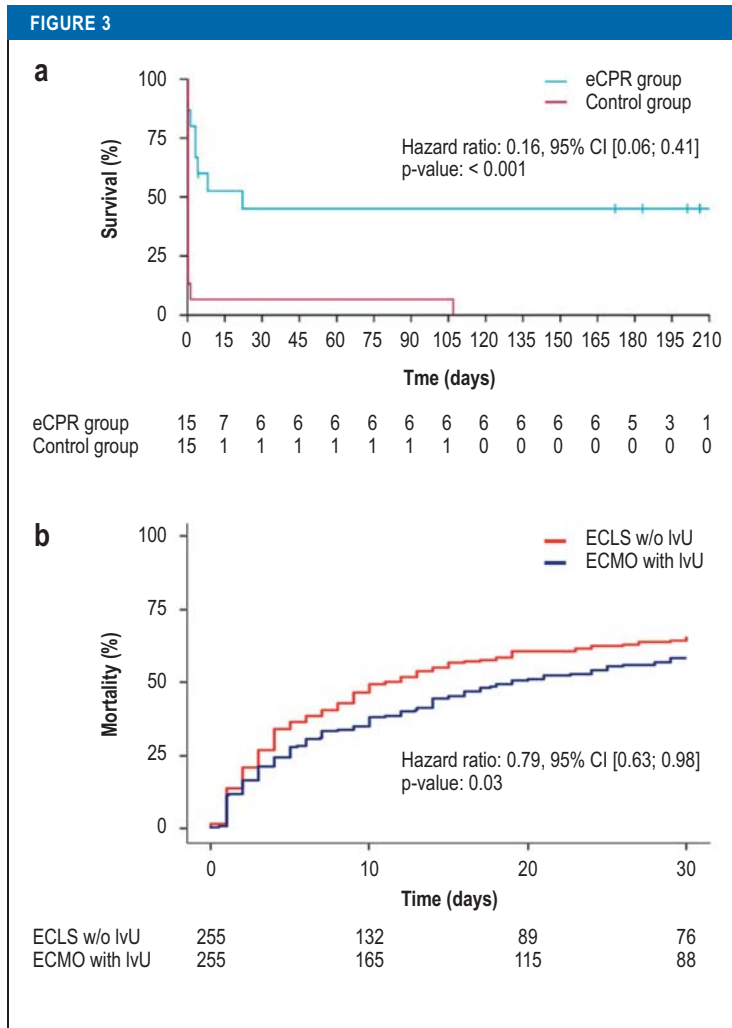 FIGURE 3
a
100
75
50
25
0
Survival (%)
eCPR group
Control group
Hazard ratio: 0.16, 95% CI [0.06; 0.41]
p-value: < 0.001
0 15 30 45 60 75 90 105 120 135 150 165 180 195 210
Tme (days)
eCPR group 15 7 6 6 6 6 6 6 6 6 6 6 5 3 1
Control group 15 1 1 1 1 1 1 1 0 0 0 0 0 0 0
b
100
75
50
25
0
Mortality (%)
ECLS w/o lvU
ECMO with lvU
Hazard ratio: 0.79, 95% CI [0.63; 0.98]
p-value: 0.03
0 10 20 30
Time (days)
ECLS w/o lvU 255 132 89 76
ECMO with lvU 255 165 115 88